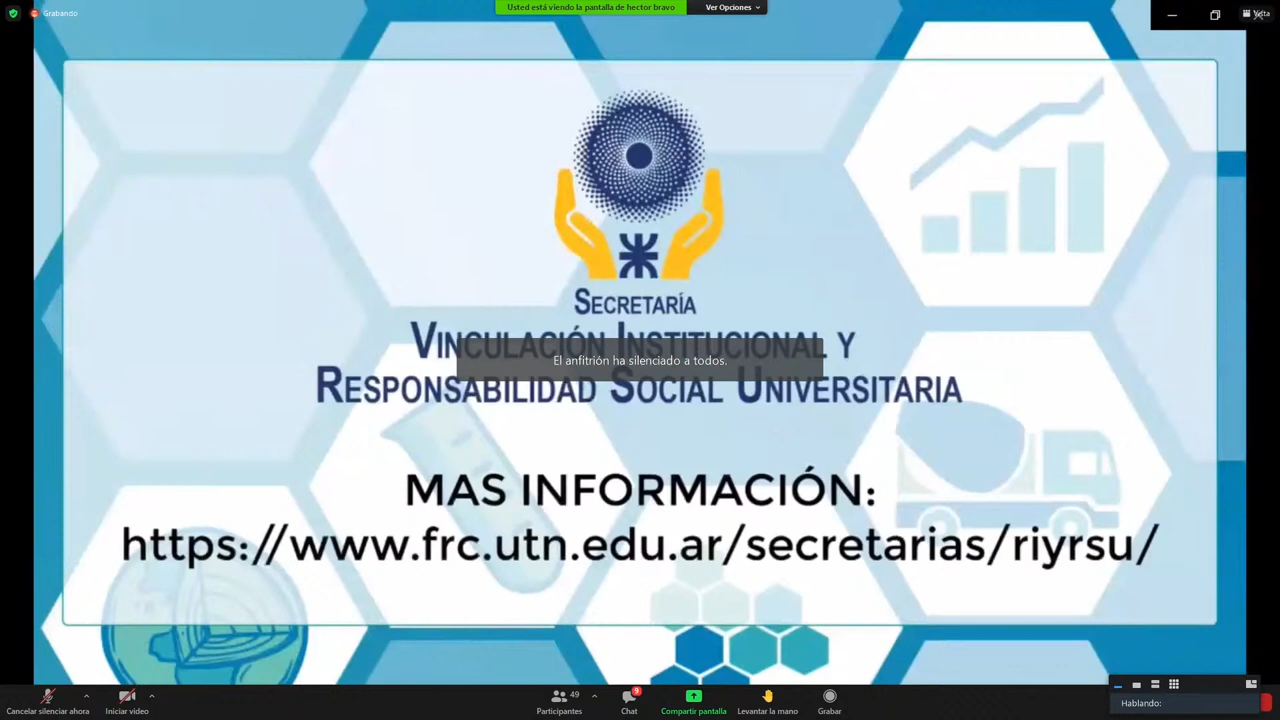 Grabando
Usted está viendo la pantalla de hector bravo
Ver Opciones
Vista
SECRETARÍA
VINCULACIÓN INSTITUCIONAL Y
El anfitrión ha silenciado a todos.
RESPONSABILIDAD SOCIAL UNIVERSITARIA
MAS INFORMACIÓN:
https://www.frc.utn.edu.ar/secretarias/riyrsu/
Cancelar silenciar ahora
Iniciar video
49
Participantes
9
Chat
Compartir pantalla
Levantar la mano
Grabar
Hablando: